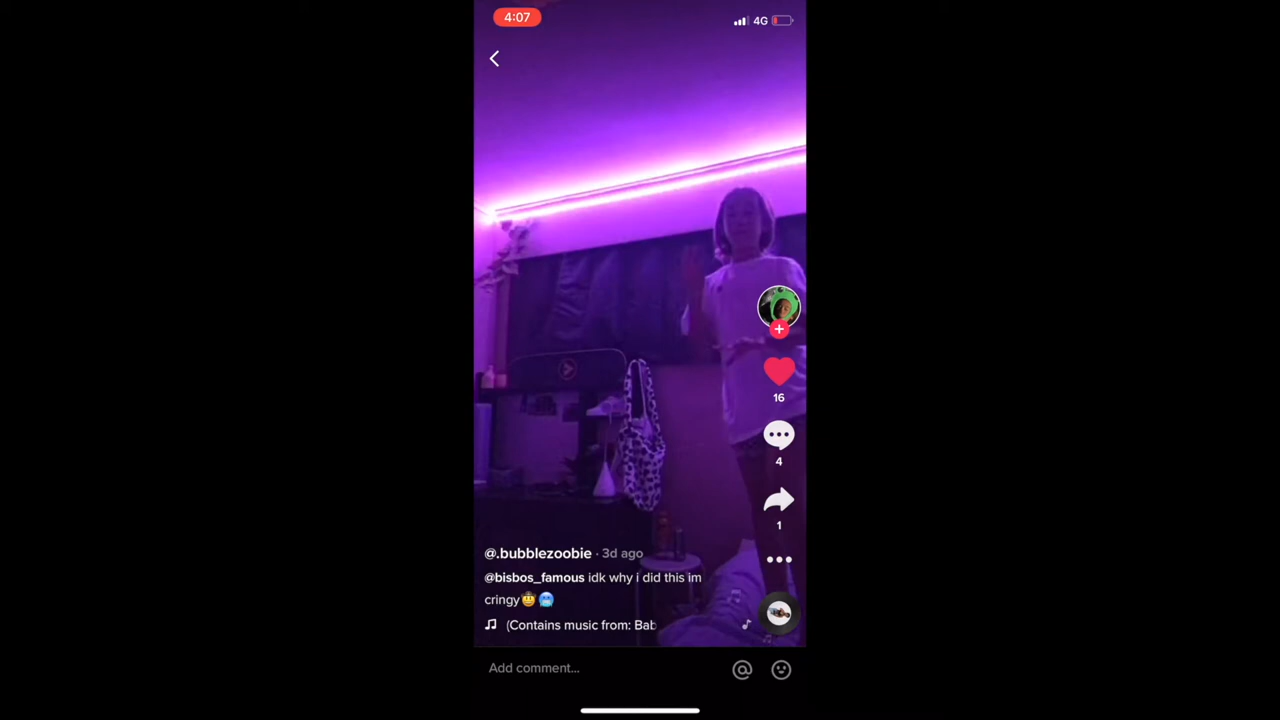 4:07
4G
16
4
1
@.bubblezoobie · 3d ago
@bisbos_famous idk why i did this im
cringy🤠🥶
(Contains music from: Bab
Add comment...